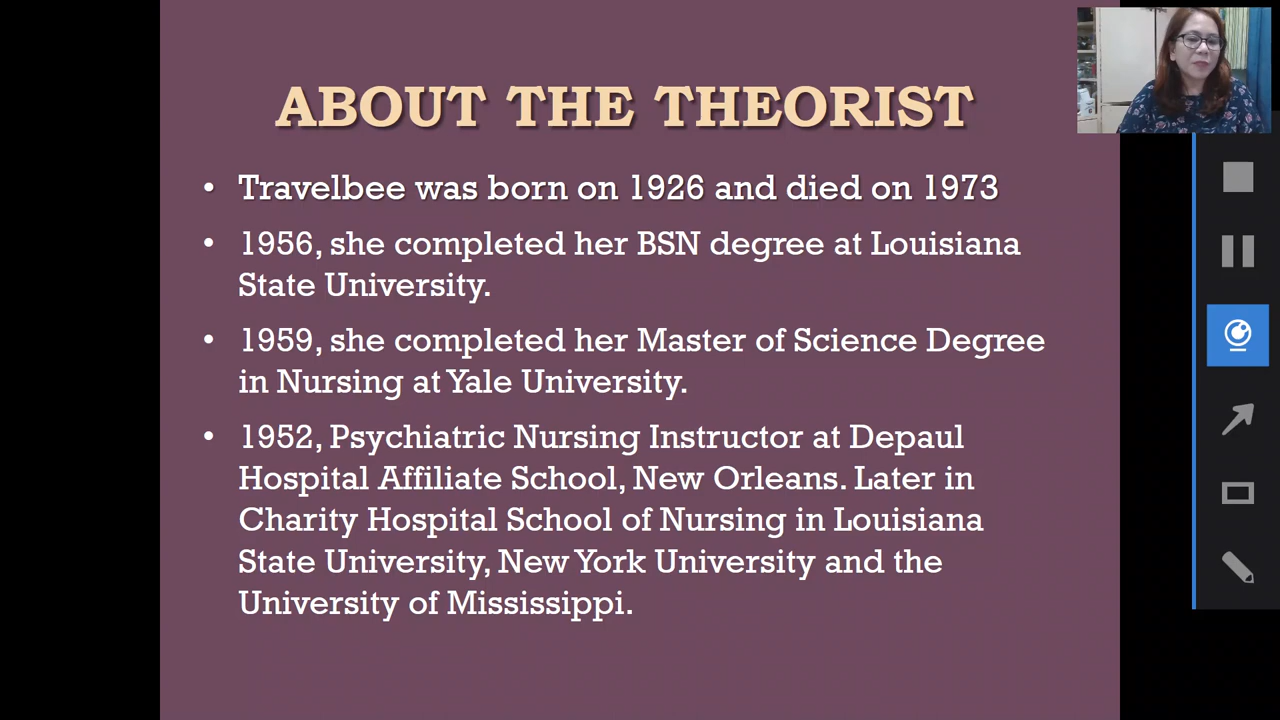 ABOUT THE THEORIST
• Travelbee was born on 1926 and died on 1973
• 1956, she completed her BSN degree at Louisiana
State University.
• 1959, she completed her Master of Science Degree
in Nursing at Yale University.
• 1952, Psychiatric Nursing Instructor at Depaul
Hospital Affiliate School, New Orleans. Later in
Charity Hospital School of Nursing in Louisiana
State University, New York University and the
University of Mississippi.